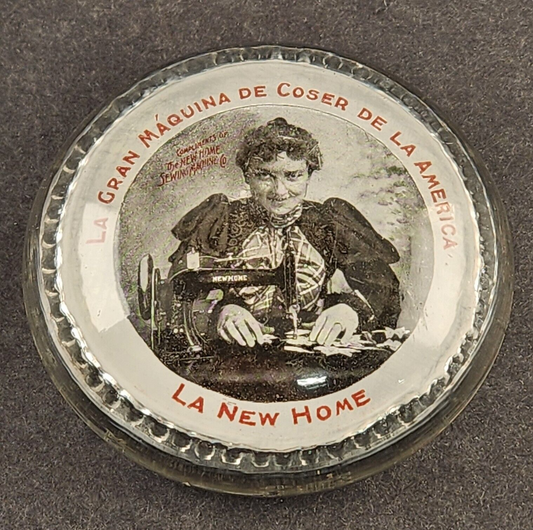 LA GRAN MÁQUINA DE COSER DE LA AMERICA.
COMPLIMENTS OF
The NEW HOME
SEWING MACHINE CO
NEW HOME
LA NEW HOME